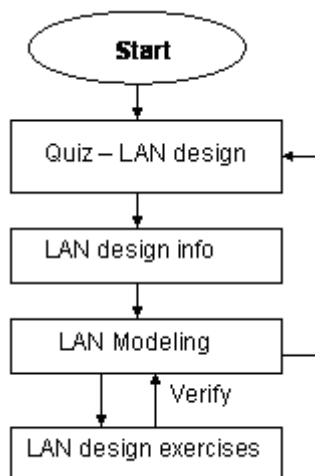 Start
Quiz – LAN design
LAN design info
LAN Modeling
Verify
LAN design exercises